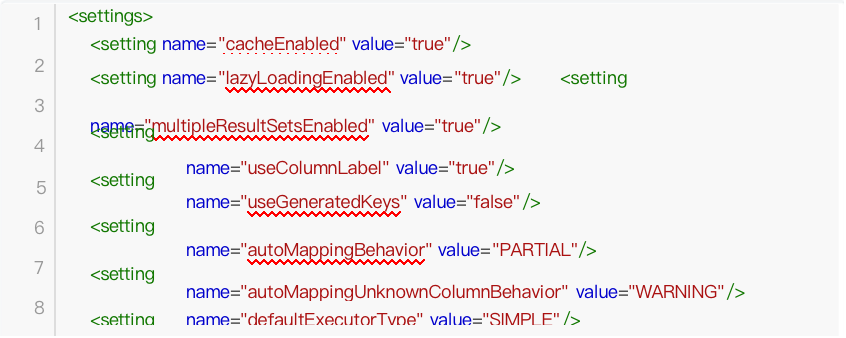 1 <settings>
<setting name="cacheEnabled" value="true"/>
2 <setting name="lazyLoadingEnabled" value="true"/> <setting
3 name="multipleResultSetsEnabled" value="true"/>
<setting
4 name="useColumnLabel" value="true"/>
5 <setting
name="useGeneratedKeys" value="false"/>
6 <setting
name="autoMappingBehavior" value="PARTIAL"/>
7 <setting
name="autoMappingUnknownColumnBehavior" value="WARNING"/>
8 <setting name="defaultExecutorType" value="SIMPLE"/>